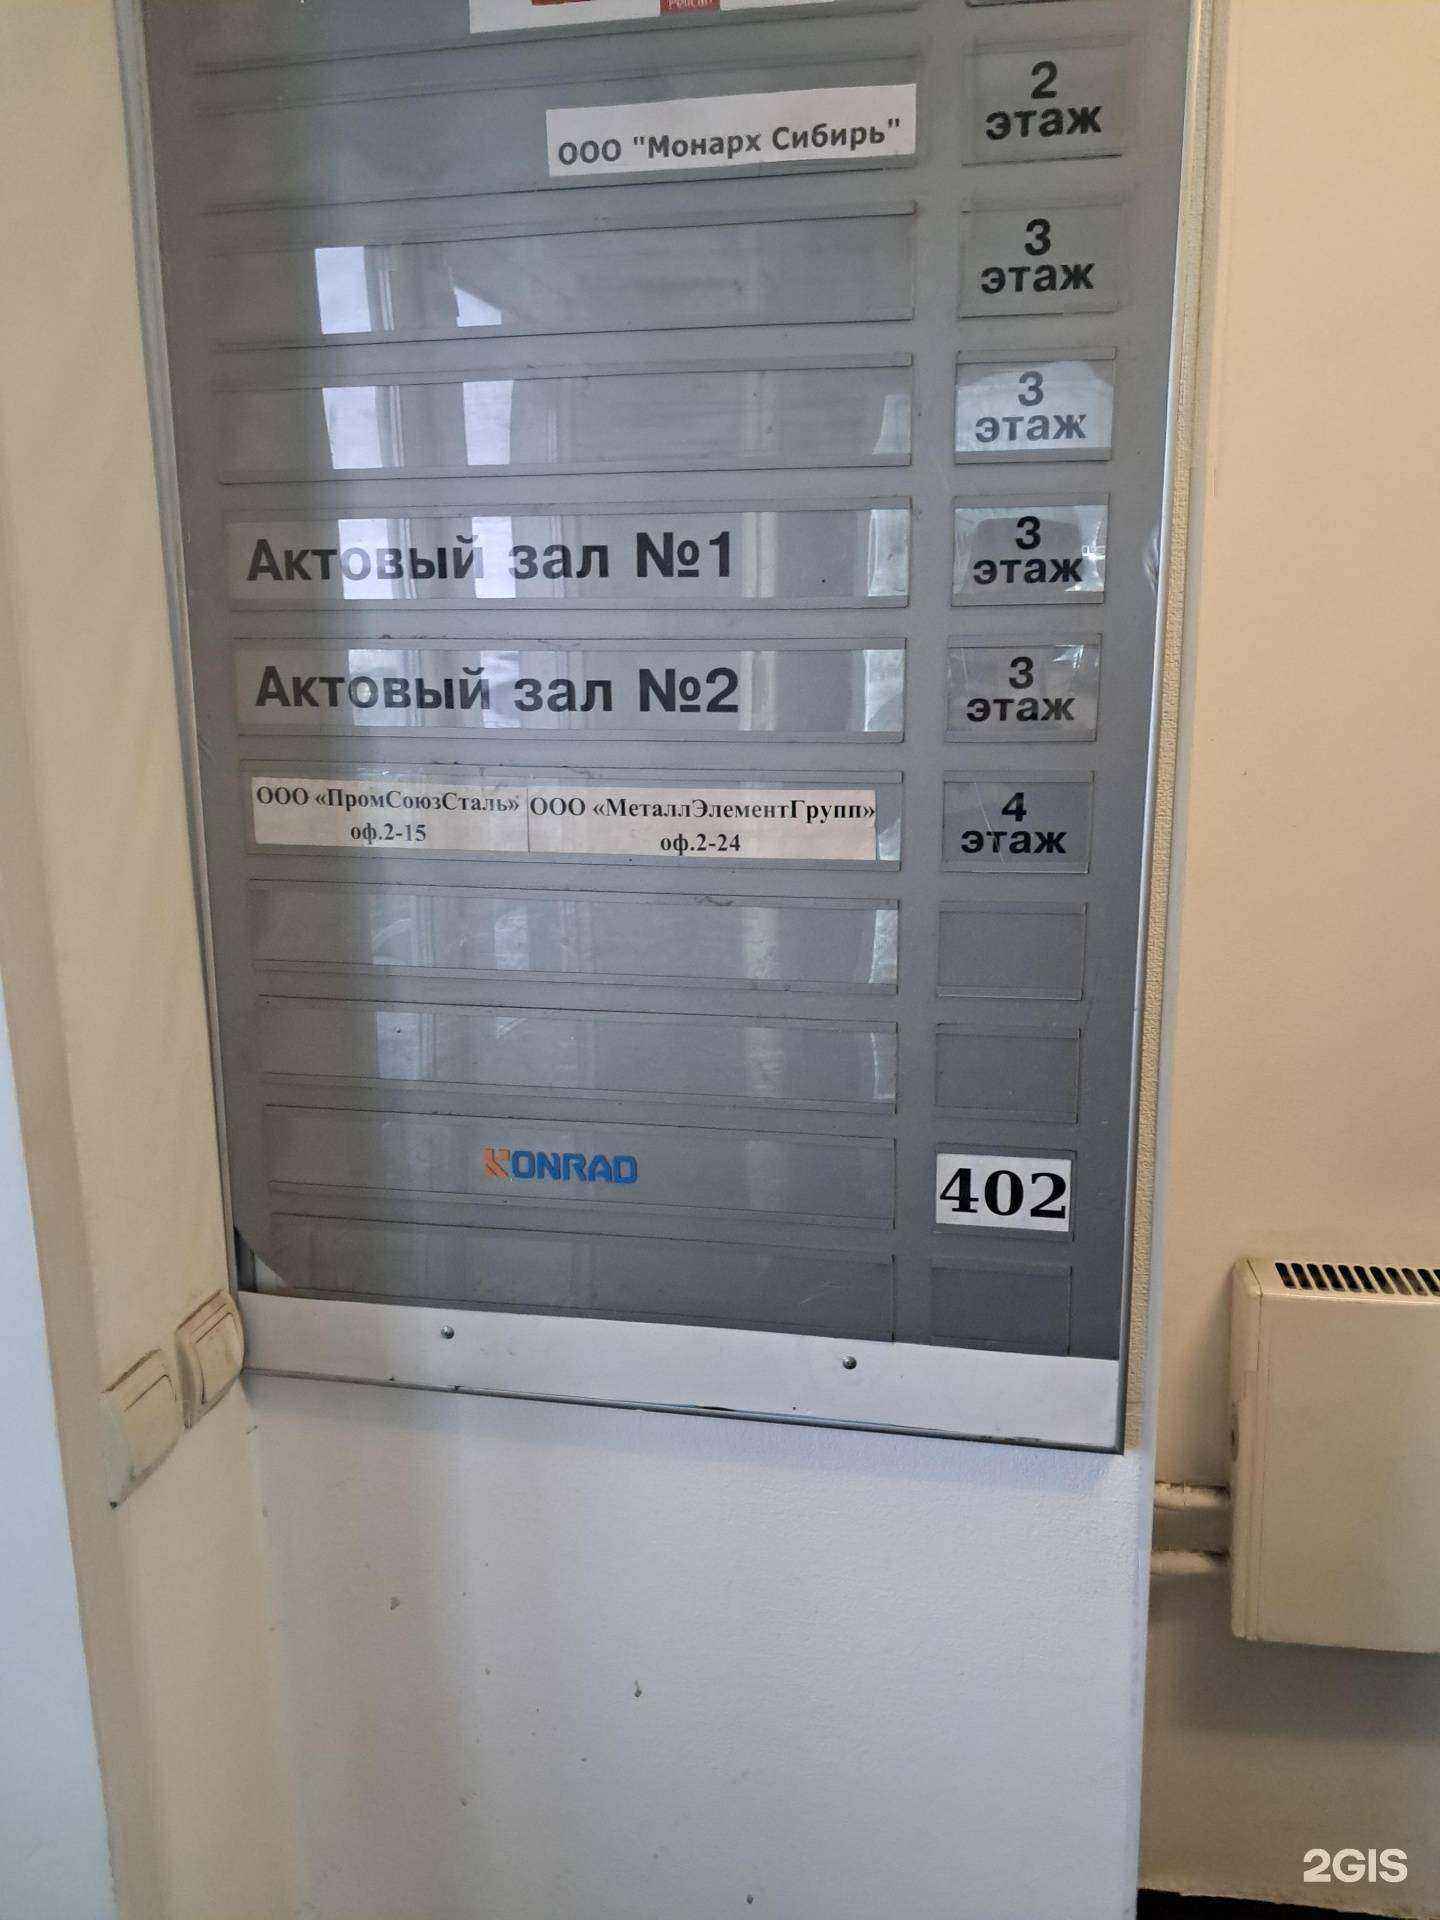 ООО "Монарх Сибирь"
2
этаж
3
этаж
3
этаж
Актовый зал №1
3
этаж
Актовый зал №2
3
этаж
ООО «ПромСоюзСталь»
оф.2-15
ООО «МеталлЭлементГрупп»
оф.2-24
4
этаж
KONRAD
402
2GIS